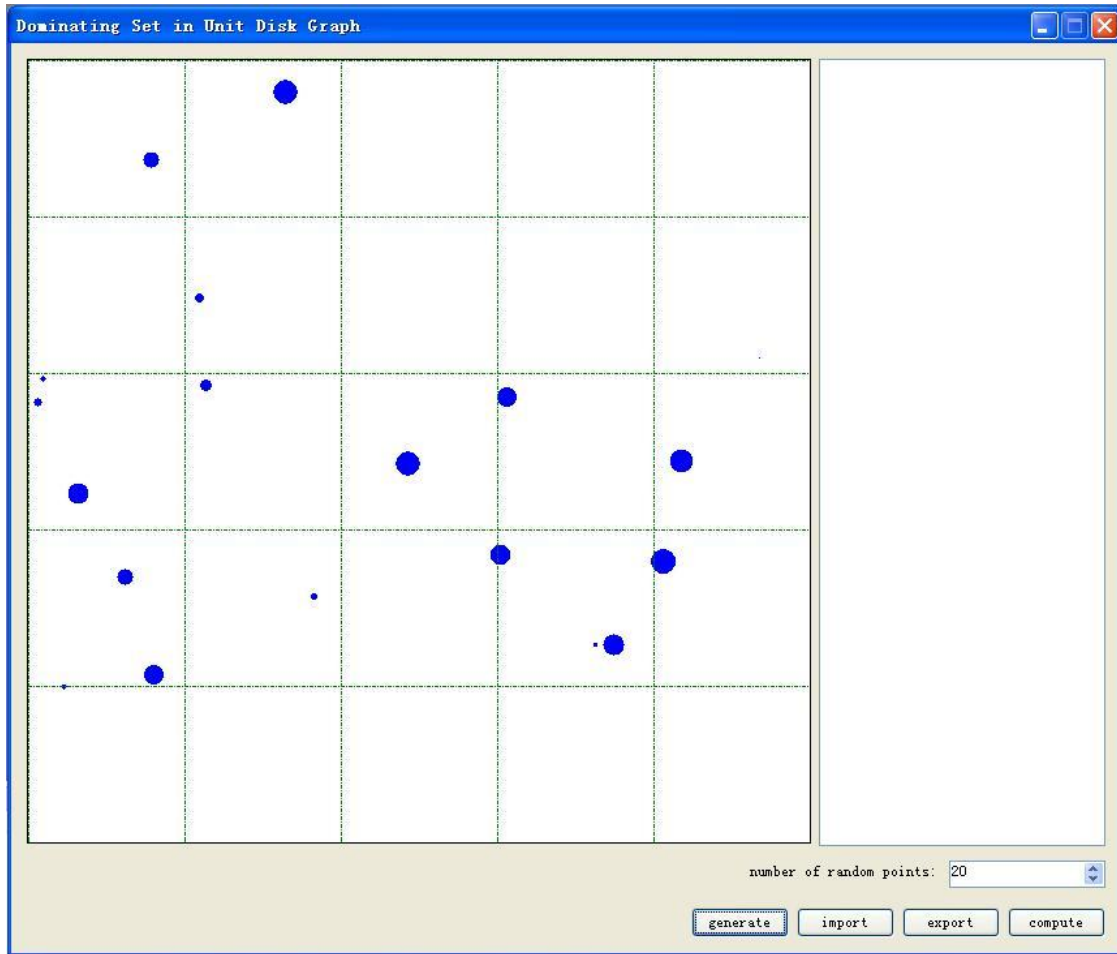 Dominating Set in Unit Disk Graph
number of random points: 20
generate import export compute